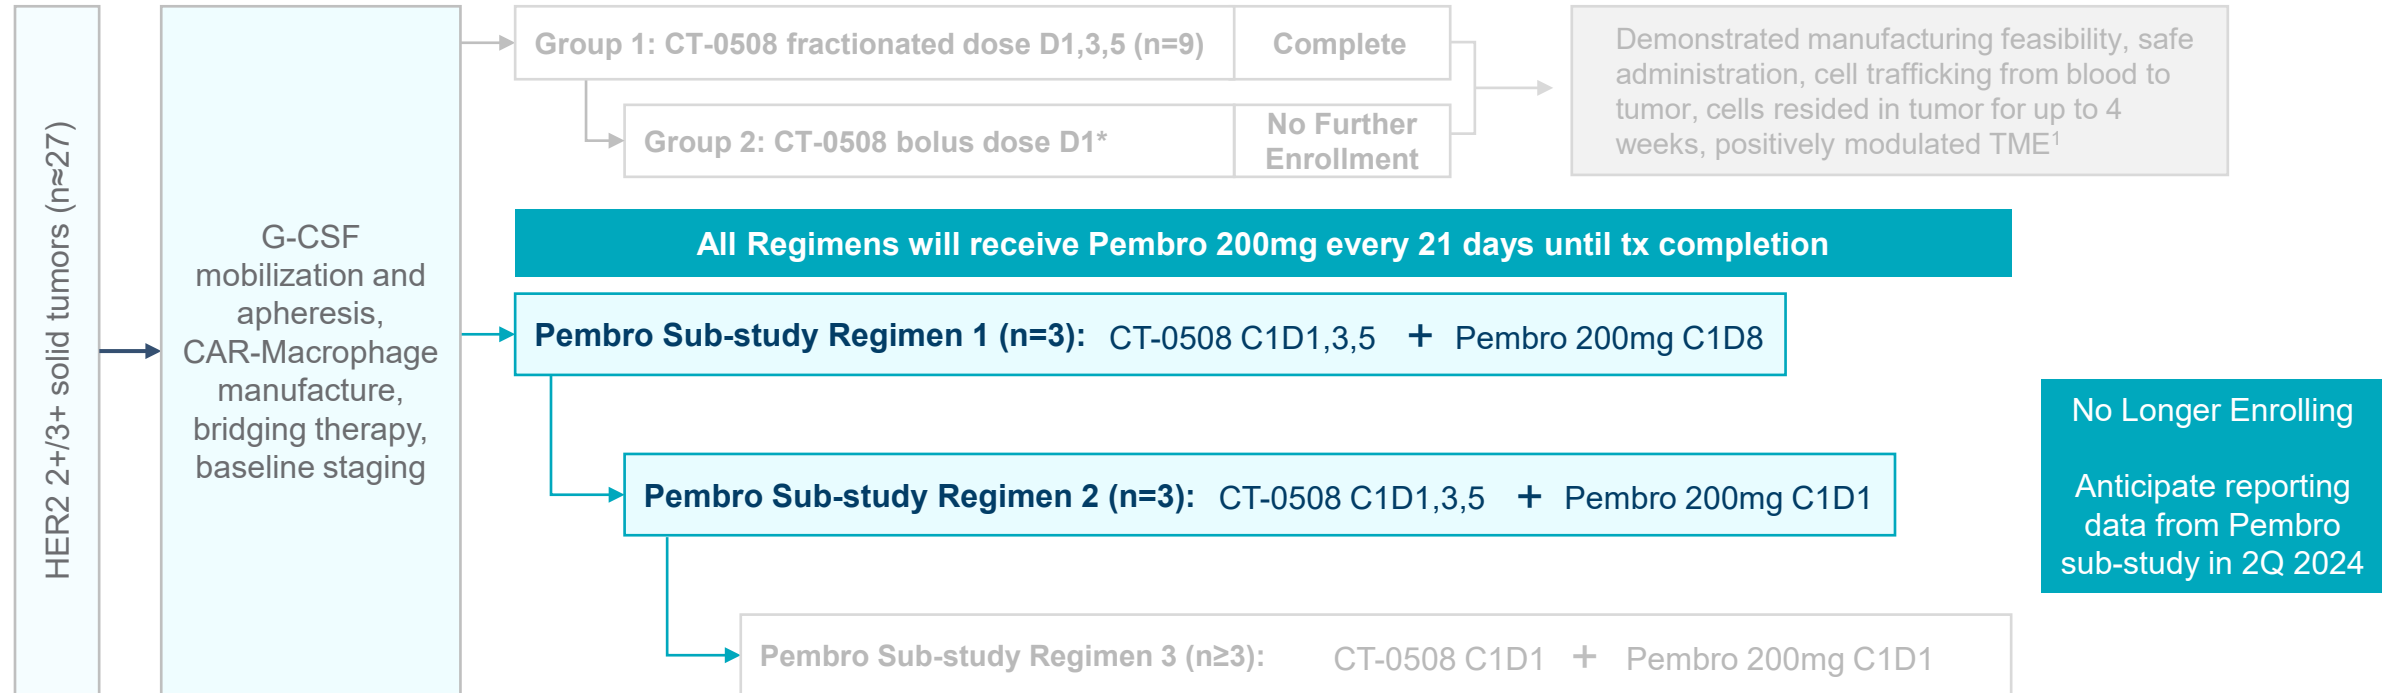 HER2 2+/3+ solid tumors (n≈27)
G-CSF
mobilization and
apheresis,
CAR-Macrophage
manufacture,
bridging therapy,
baseline staging
Group 1: CT-0508 fractionated dose D1,3,5 (n=9)
Complete
Group 2: CT-0508 bolus dose D1*
No Further
Enrollment
Demonstrated manufacturing feasibility, safe
administration, cell trafficking from blood to
tumor, cells resided in tumor for up to 4
weeks, positively modulated TME¹
All Regimens will receive Pembro 200mg every 21 days until tx completion
Pembro Sub-study Regimen 1 (n=3): CT-0508 C1D1,3,5 + Pembro 200mg C1D8
Pembro Sub-study Regimen 2 (n=3): CT-0508 C1D1,3,5 + Pembro 200mg C1D1
Pembro Sub-study Regimen 3 (n≥3): CT-0508 C1D1 + Pembro 200mg C1D1
No Longer Enrolling
Anticipate reporting
data from Pembro
sub-study in 2Q 2024